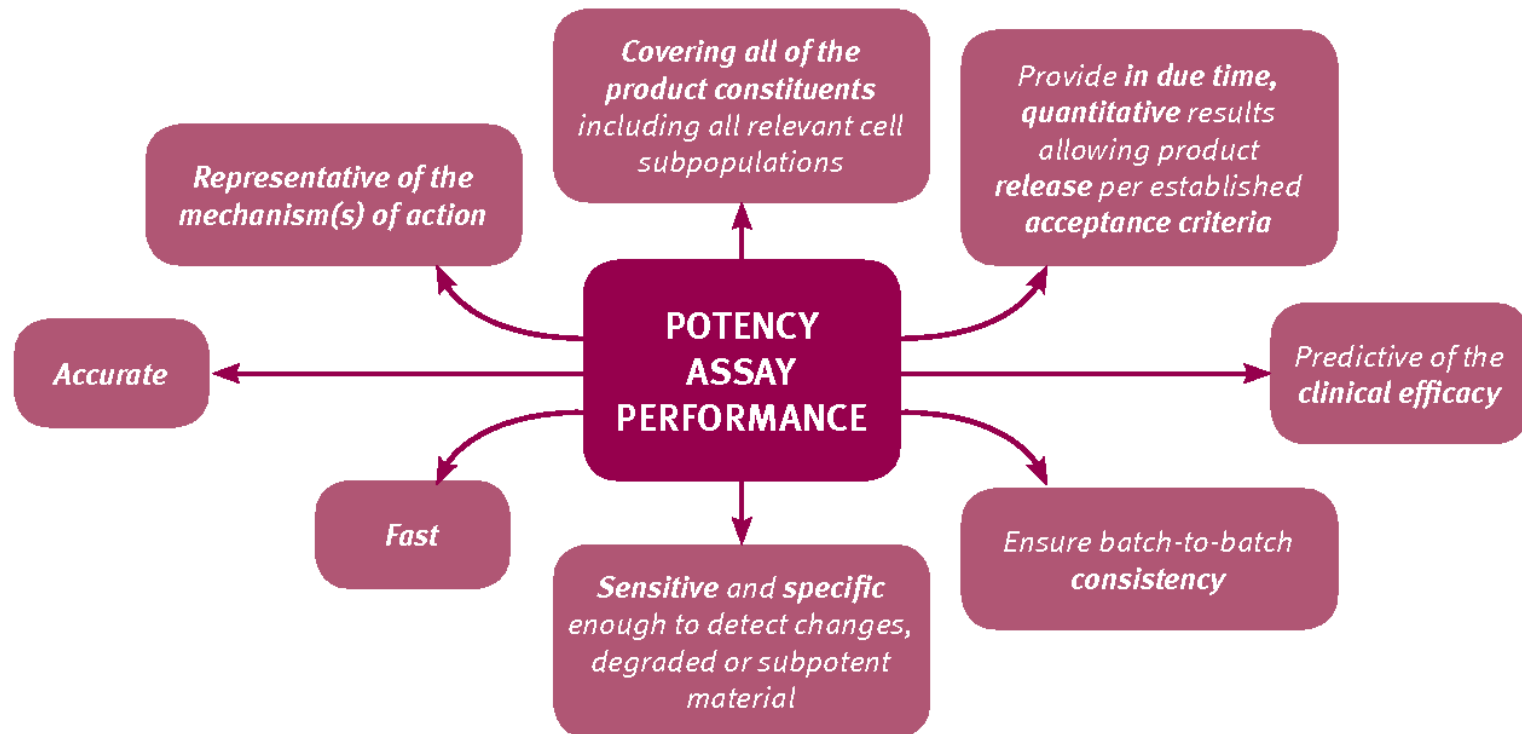 Covering all of the
product constituents
including all relevant cell
subpopulations
Provide in due time,
quantitative results
allowing product
release per established
acceptance criteria
Representative of the
mechanism(s) of action
POTENCY
ASSAY
PERFORMANCE
Accurate
Predictive of the
clinical efficacy
Fast
Ensure batch-to-batch
consistency
Sensitive and specific
enough to detect changes,
degraded or subpotent
material